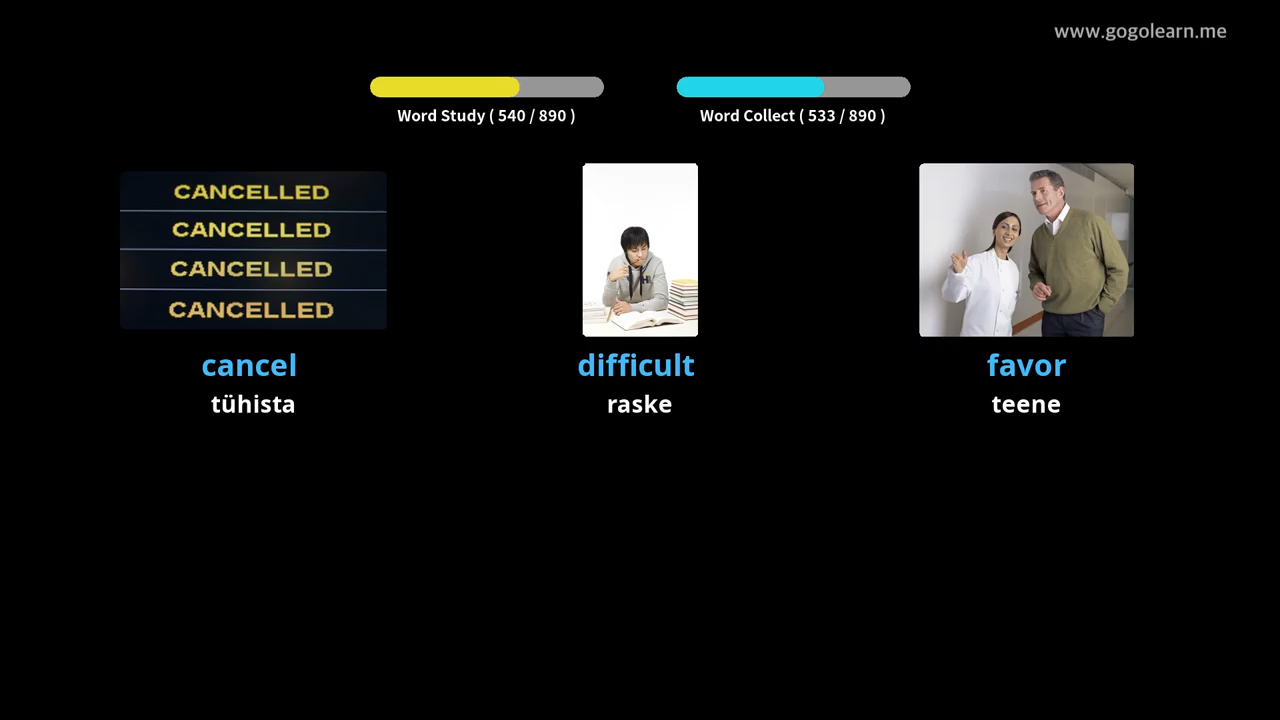 www.gogolearn.me
Word Study ( 540 / 890 )
Word Collect ( 533 / 890 )
CANCELLED
CANCELLED
CANCELLED
CANCELLED
cancel
tühista
difficult
raske
favor
teene